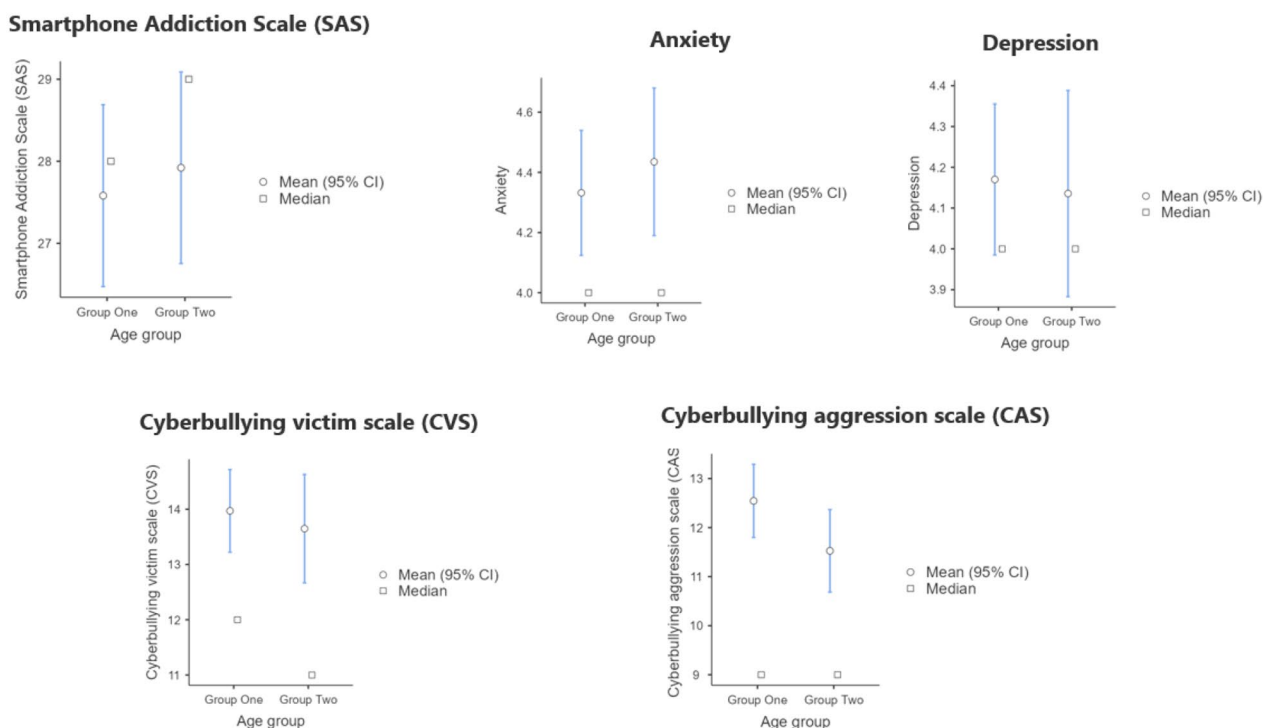 Smartphone Addiction Scale (SAS)
Smartphone Addiction Scale (SAS)
29
28
27
Group One Group Two
Age group
Mean (95% CI)
Median
Anxiety
Anxiety
4.6
4.4
4.2
4.0
Group One Group Two
Age group
Mean (95% CI)
Median
Depression
Depression
4.4
4.3
4.2
4.1
4.0
3.9
Group One Group Two
Age group
Mean (95% CI)
Median
Cyberbullying victim scale (CVS)
Cyberbullying victim scale (CVS)
14
13
12
11
Group One Group Two
Age group
Mean (95% CI)
Median
Cyberbullying aggression scale (CAS)
Cyberbullying aggression scale (CAS
13
12
11
10
9
Group One Group Two
Age group
Mean (95% CI)
Median